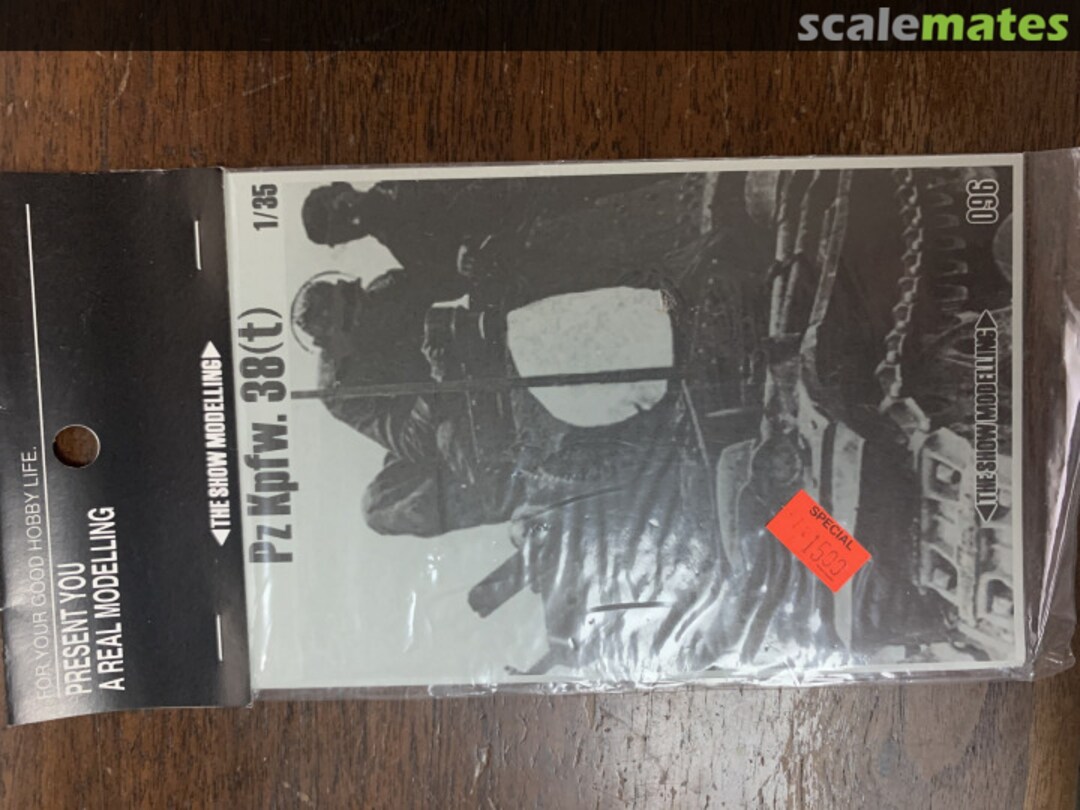 scalemates
FOR YOUR GOOD HOBBY LIFE.
PRESENT YOU
A REAL MODELLING
◀THE SHOW MODELLING▶
Pz Kpfw. 38(t) 1/35
SPECIAL
◀THE SHOW MODELLING▶ 096